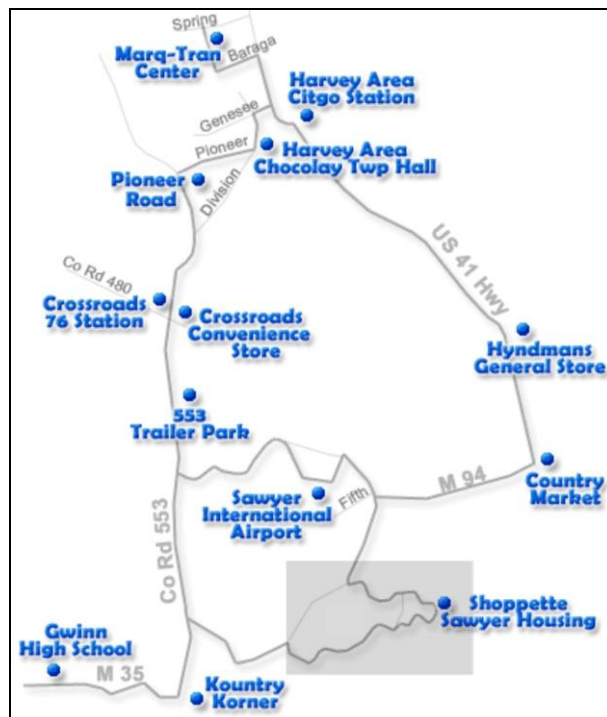 Spring
Marq-Tran
Center
Baraga
Harvey Area
Citgo Station
Genesee
Pioneer
Harvey Area
Chocolay Twp Hall
Pioneer
Road
Division
US 41 Hwy
Co Rd 480
Crossroads
76 Station
Crossroads
Convenience
Store
Hyndmans
General Store
553
Trailer Park
Country
Market
M 94
Sawyer
International
Airport
Fifth
Co Rd 553
Shoppette
Sawyer Housing
Gwinn
High School
M 35
Kountry
Korner